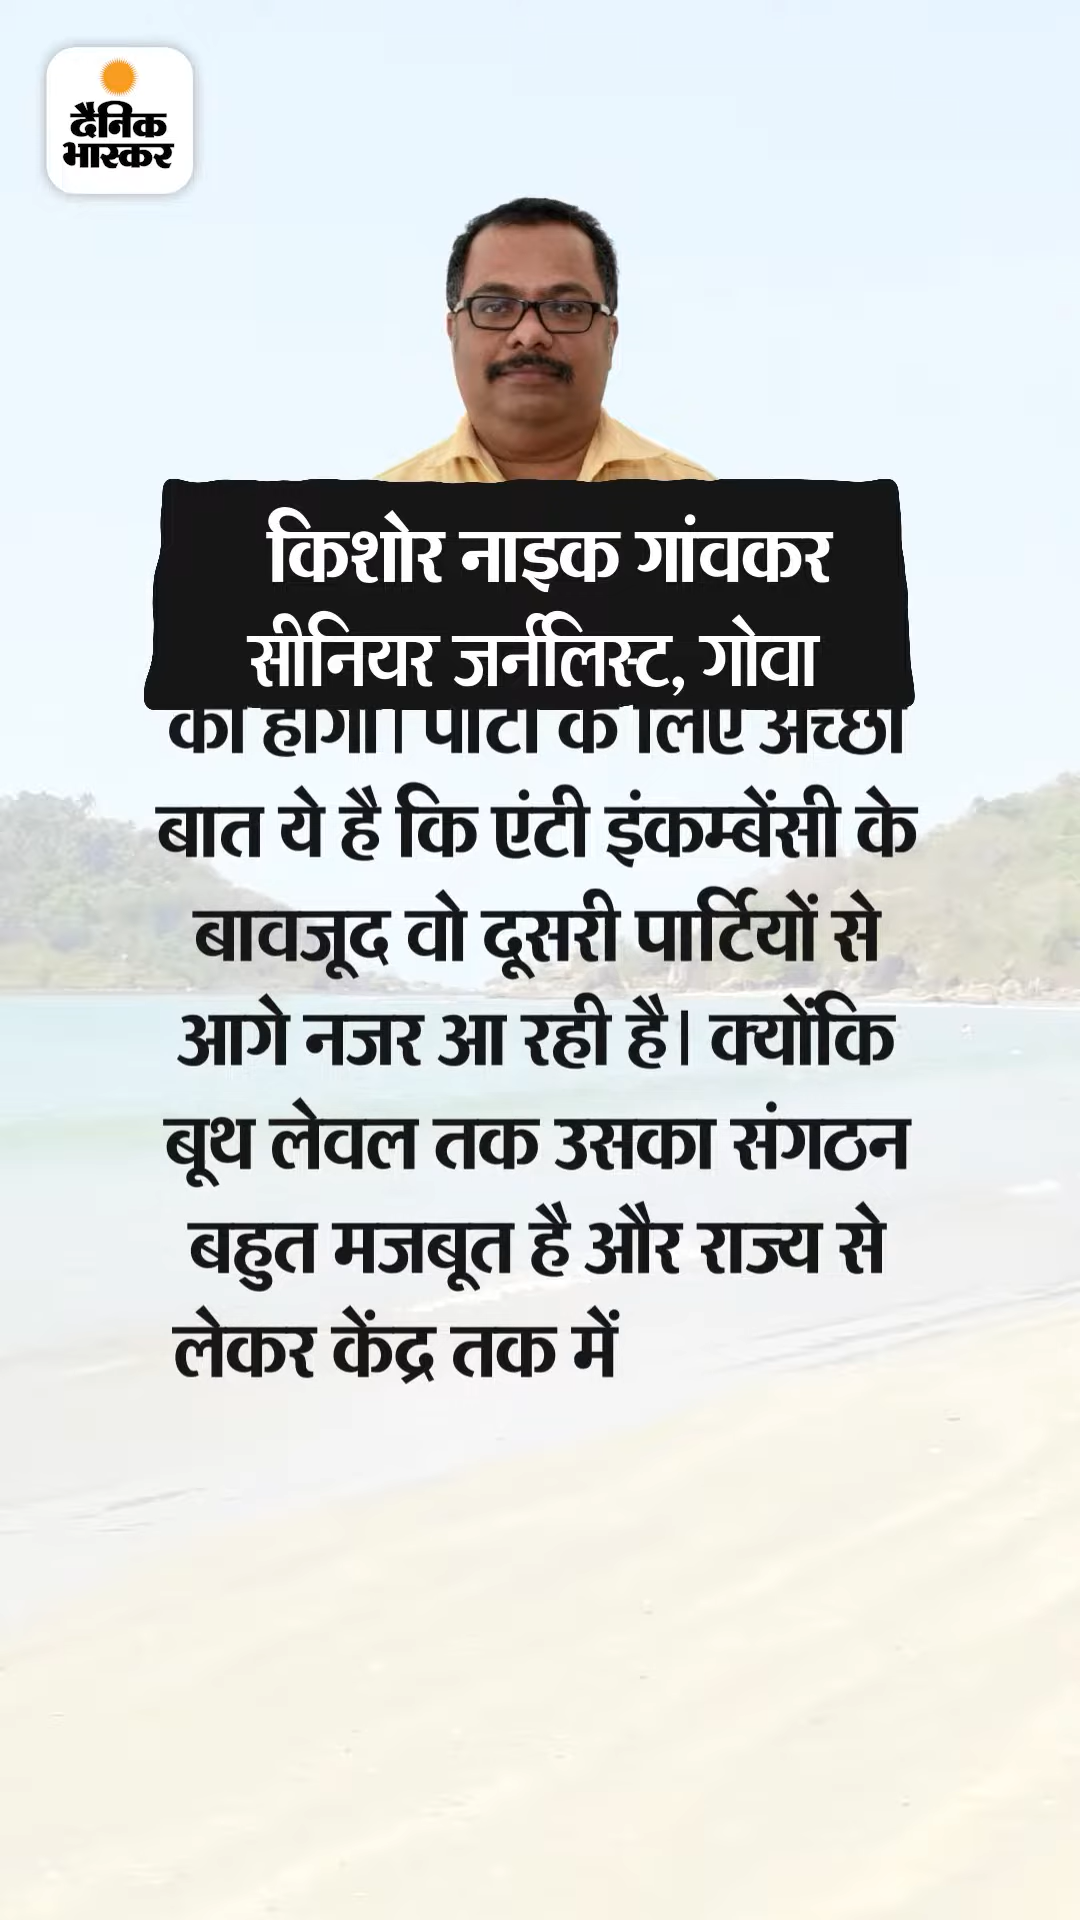 दैनिक
भास्कर
किशोर नाइक गांवकर
सीनियर जर्नलिस्ट, गोवा
का होगा। पार्टी के लिए अच्छी
बात ये है कि एंटी इंकम्बेंसी के
बावजूद वो दूसरी पार्टियों से
आगे नजर आ रही है। क्योंकि
बूथ लेवल तक उसका संगठन
बहुत मजबूत है और राज्य से
लेकर केंद्र तक में